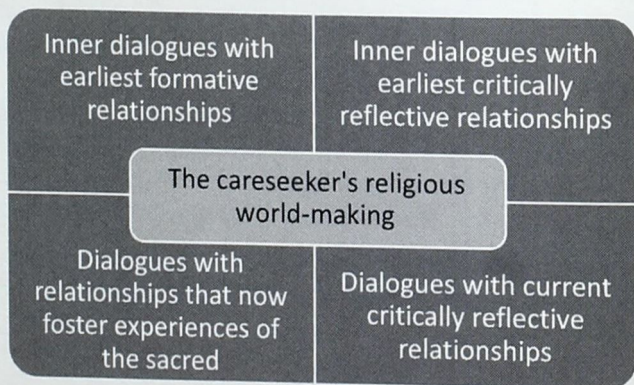 Inner dialogues with
earliest formative
relationships
Inner dialogues with
earliest critically
reflective relationships
The careseeker's religious
world-making
Dialogues with
relationships that now
foster experiences of
the sacred
Dialogues with current
critically reflective
relationships